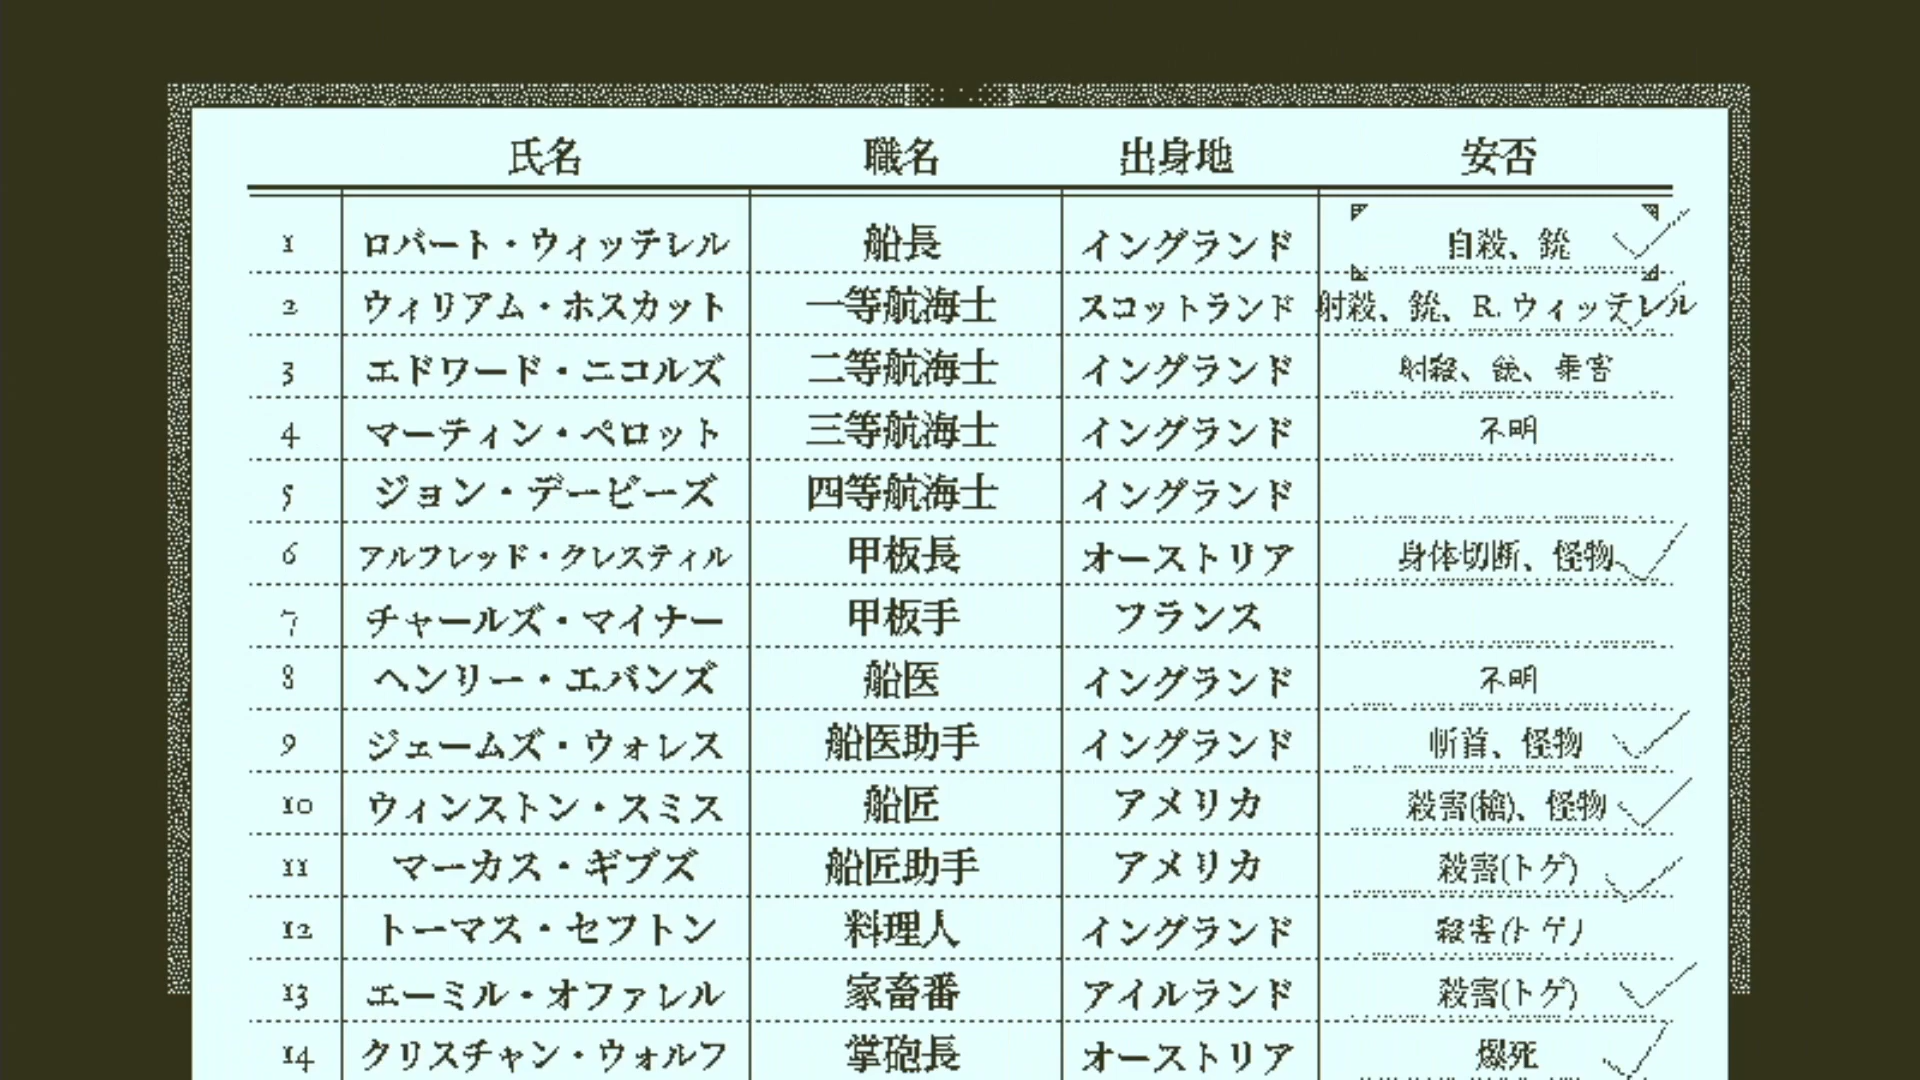 氏名 職名 出身地 安否
1 ロバート・ウィッテレル 船長 イングランド 自殺、銃
2 ウィリアム・ホスカット 一等航海士 スコットランド 射殺、銃、R. ウィッテレル
3 エドワード・ニコルズ 二等航海士 イングランド 射殺、銃、乗客
4 マーティン・ペロット 三等航海士 イングランド 不明
5 ジョン・デービーズ 四等航海士 イングランド
6 アルフレッド・クレスティル 甲板長 オーストリア 身体切断、怪物
7 チャールズ・マイナー 甲板手 フランス
8 ヘンリー・エバンズ 船医 イングランド 不明
9 ジェームズ・ウォレス 船医助手 イングランド 斬首、怪物
10 ウィンストン・スミス 船匠 アメリカ 殺害(槍)、怪物
11 マーカス・ギブズ 船匠助手 アメリカ 殺害(トゲ)
12 トーマス・セフトン 料理人 イングランド 殺害(トゲ)
13 エーミル・オファレル 家畜番 アイルランド 殺害(トゲ)
14 クリスチャン・ウォルフ 掌砲長 オーストリア 爆死